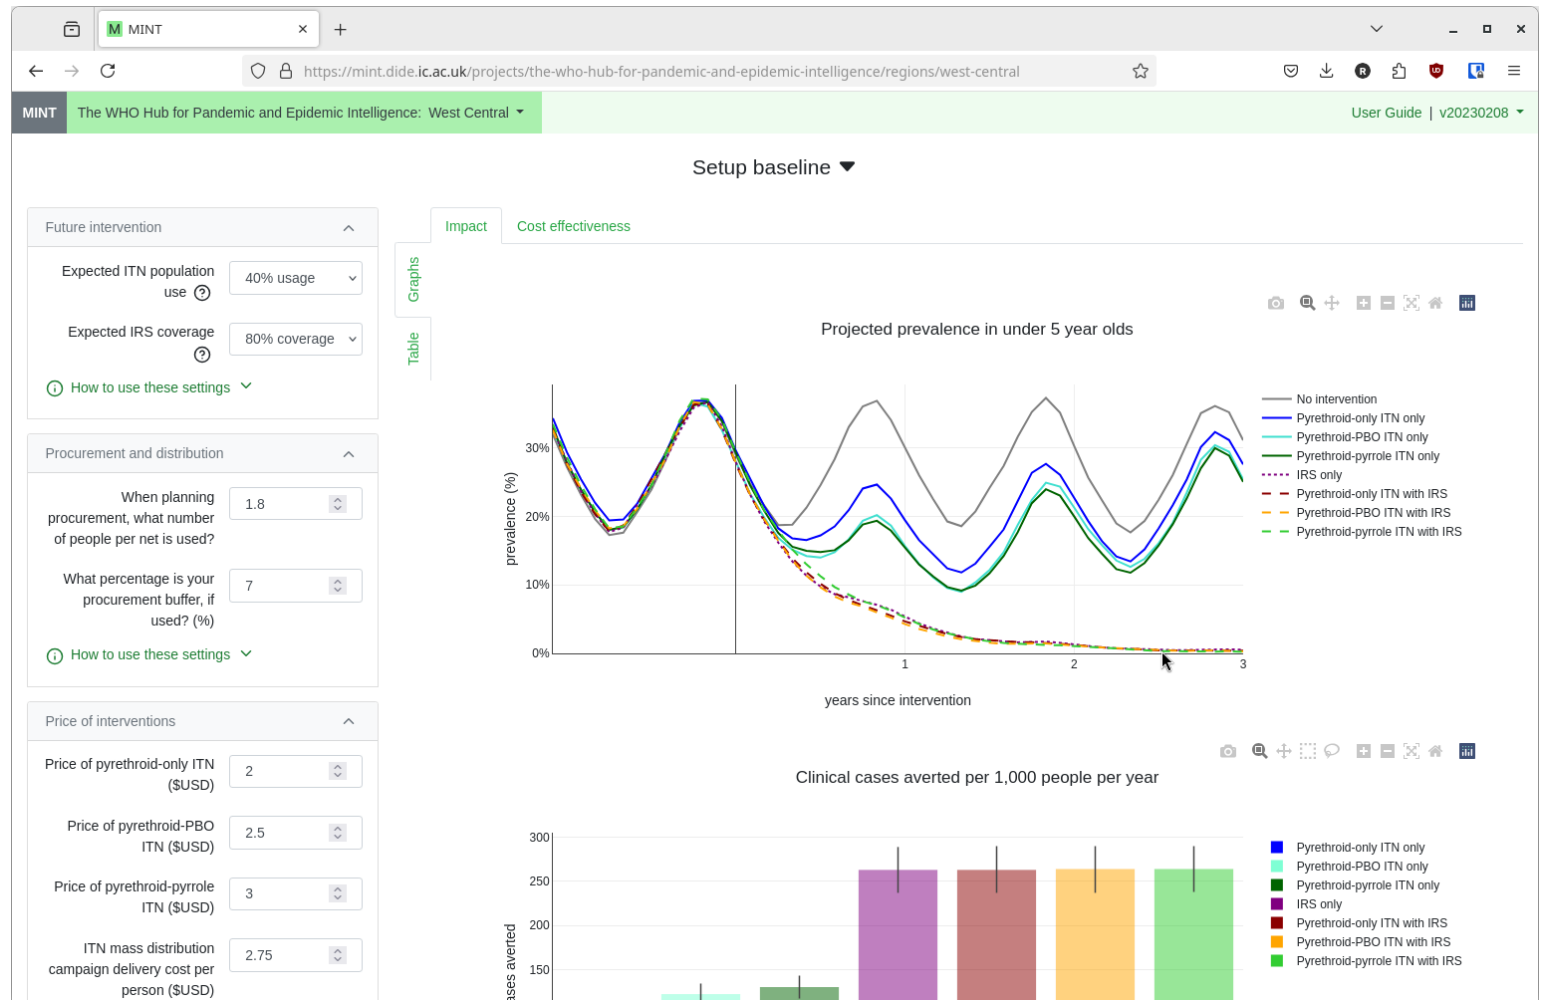 M MINT
https://mint.dide.ic.ac.uk/projects/the-who-hub-for-pandemic-and-epidemic-intelligence/regions/west-central
MINT The WHO Hub for Pandemic and Epidemic Intelligence: West Central
User Guide | v20230208
Setup baseline
Future intervention
Expected ITN population
use ?
40% usage
Expected IRS coverage
?
80% coverage
How to use these settings
Procurement and distribution
When planning
procurement, what number
of people per net is used?
1.8
What percentage is your
procurement buffer, if
used? (%)
7
How to use these settings
Price of interventions
Price of pyrethroid-only ITN
($USD)
2
Price of pyrethroid-PBO
ITN ($USD)
2.5
Price of pyrethroid-pyrrole
ITN ($USD)
3
ITN mass distribution
campaign delivery cost per
person ($USD)
2.75
Impact
Cost effectiveness
Graphs
Table
Projected prevalence in under 5 year olds
prevalence (%)
30%
20%
10%
0%
1
2
3
years since intervention
No intervention
Pyrethroid-only ITN only
Pyrethroid-PBO ITN only
Pyrethroid-pyrrole ITN only
IRS only
Pyrethroid-only ITN with IRS
Pyrethroid-PBO ITN with IRS
Pyrethroid-pyrrole ITN with IRS
Clinical cases averted per 1,000 people per year
300
250
200
150
averted
Pyrethroid-only ITN only
Pyrethroid-PBO ITN only
Pyrethroid-pyrrole ITN only
IRS only
Pyrethroid-only ITN with IRS
Pyrethroid-PBO ITN with IRS
Pyrethroid-pyrrole ITN with IRS